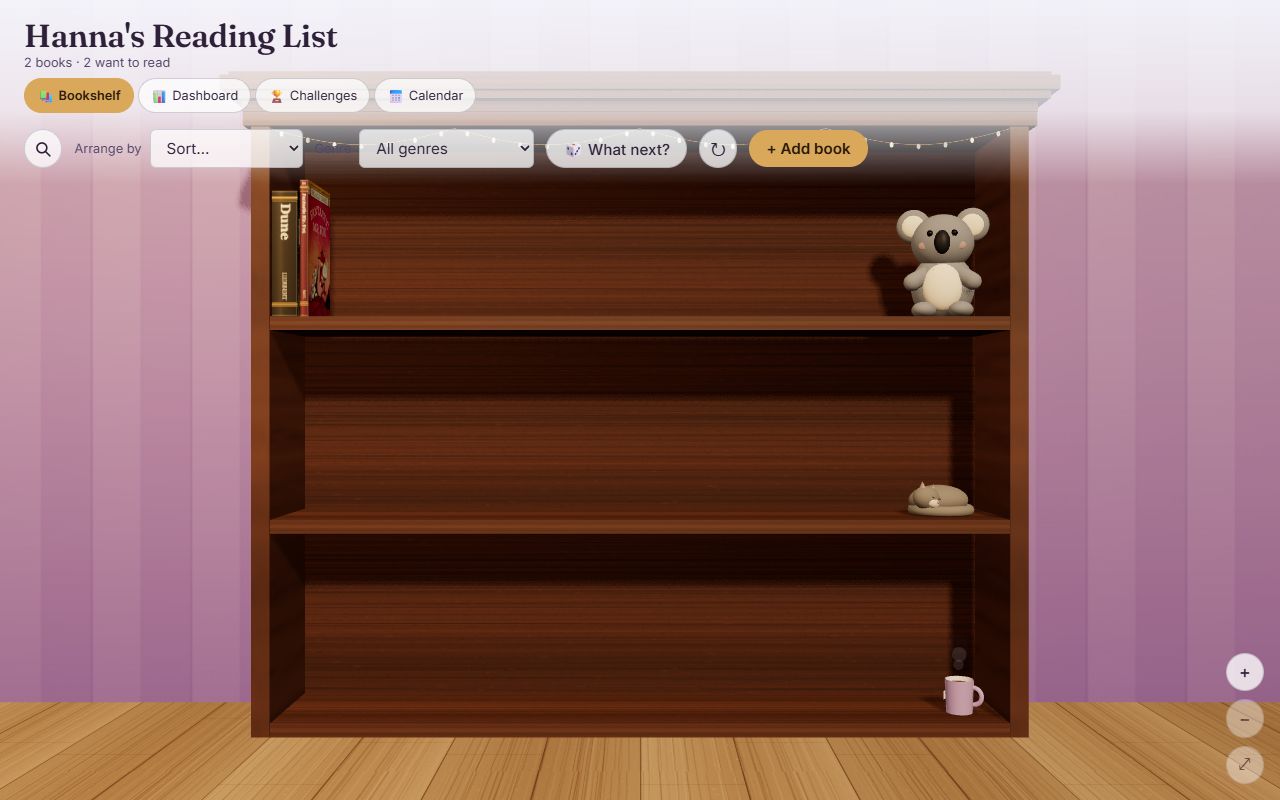 Hanna's Reading List
2 books · 2 want to read
Bookshelf
Dashboard
Challenges
Calendar
Arrange by
Sort...
Genre
All genres
What next?
+ Add book
Dune